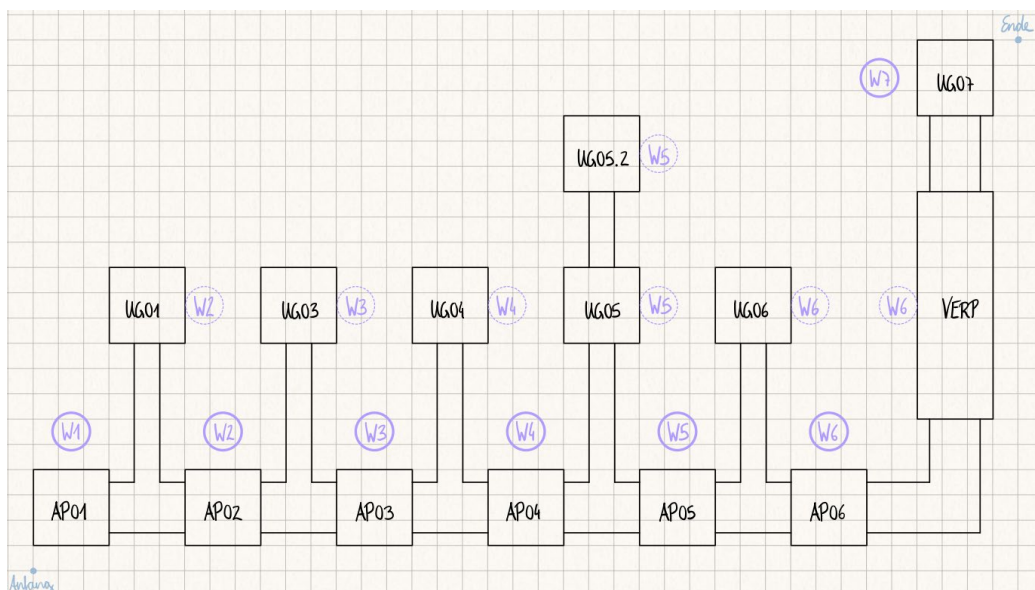 Ende
W7 UG07
UG05.2 W5
UG01 W2 UG03 W3 UG04 W4 UG05 W5 UG06 W6 W6 VERP
W1 W2 W3 W4 W5 W6
AP01 AP02 AP03 AP04 AP05 AP06
Anfang